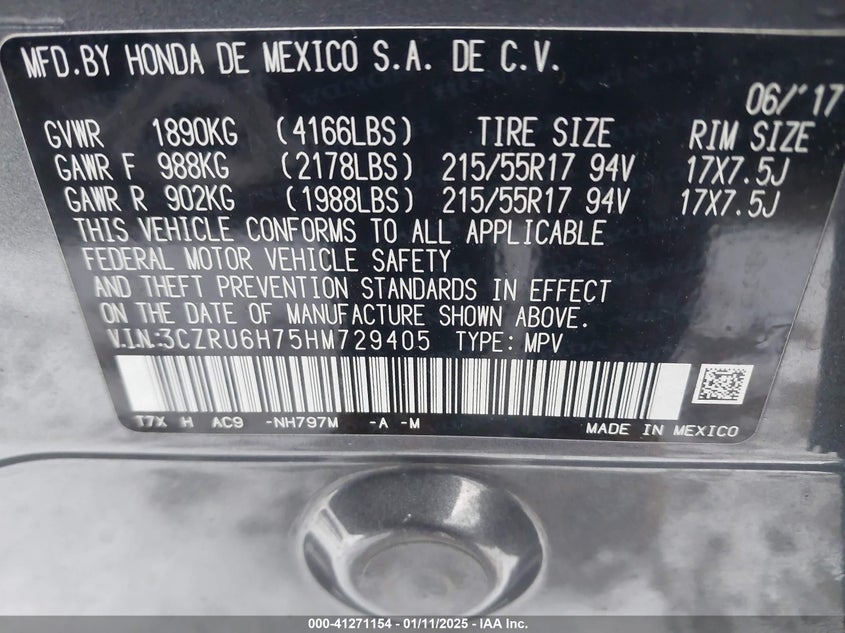 MFD.BY HONDA DE MEXICO S.A. DE C.V.
06/'17
GVWR 1890KG (4166LBS) TIRE SIZE RIM SIZE
GAWR F 988KG (2178LBS) 215/55R17 94V 17X7.5J
GAWR R 902KG (1988LBS) 215/55R17 94V 17X7.5J
THIS VEHICLE CONFORMS TO ALL APPLICABLE
FEDERAL MOTOR VEHICLE SAFETY
AND THEFT PREVENTION STANDARDS IN EFFECT
ON THE DATE OF MANUFACTURE SHOWN ABOVE.
V.I.N:3CZRU6H75HM729405 TYPE: MPV
T7X H AC9 -NH797M -A -M
MADE IN MEXICO
000-41271154 - 01/11/2025 - IAA Inc.